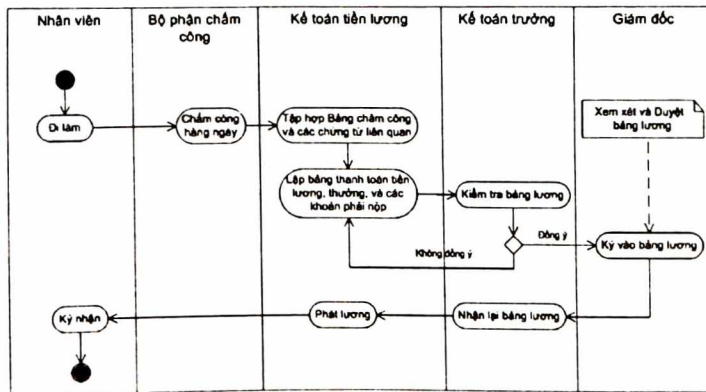 Nhân viên
Bộ phận chấm
công
Kế toán tiền lương
Kế toán trưởng
Giám đốc
Đi làm
Chấm công
hàng ngày
Tập hợp Bảng chấm công
và các chứng từ liên quan
Xem xét và Duyệt
bảng lương
Lập bảng thanh toán tiền
lương, thưởng, và các
khoản phải nộp
Kiểm tra bảng lương
Không đồng ý
Đồng ý
Ký vào bảng lương
Ký nhận
Phát lương
Nhận lại bảng lương